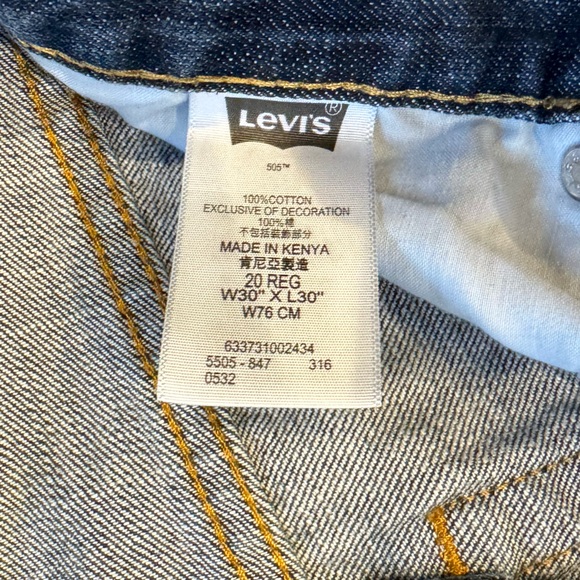 LEVI'S®
505™
100%COTTON
EXCLUSIVE OF DECORATION
100%棉
不包括裝飾部分
MADE IN KENYA
肯尼亞製造
20 REG
W30" X L30"
W76 CM
633731002434
5505 - 847 316
0532